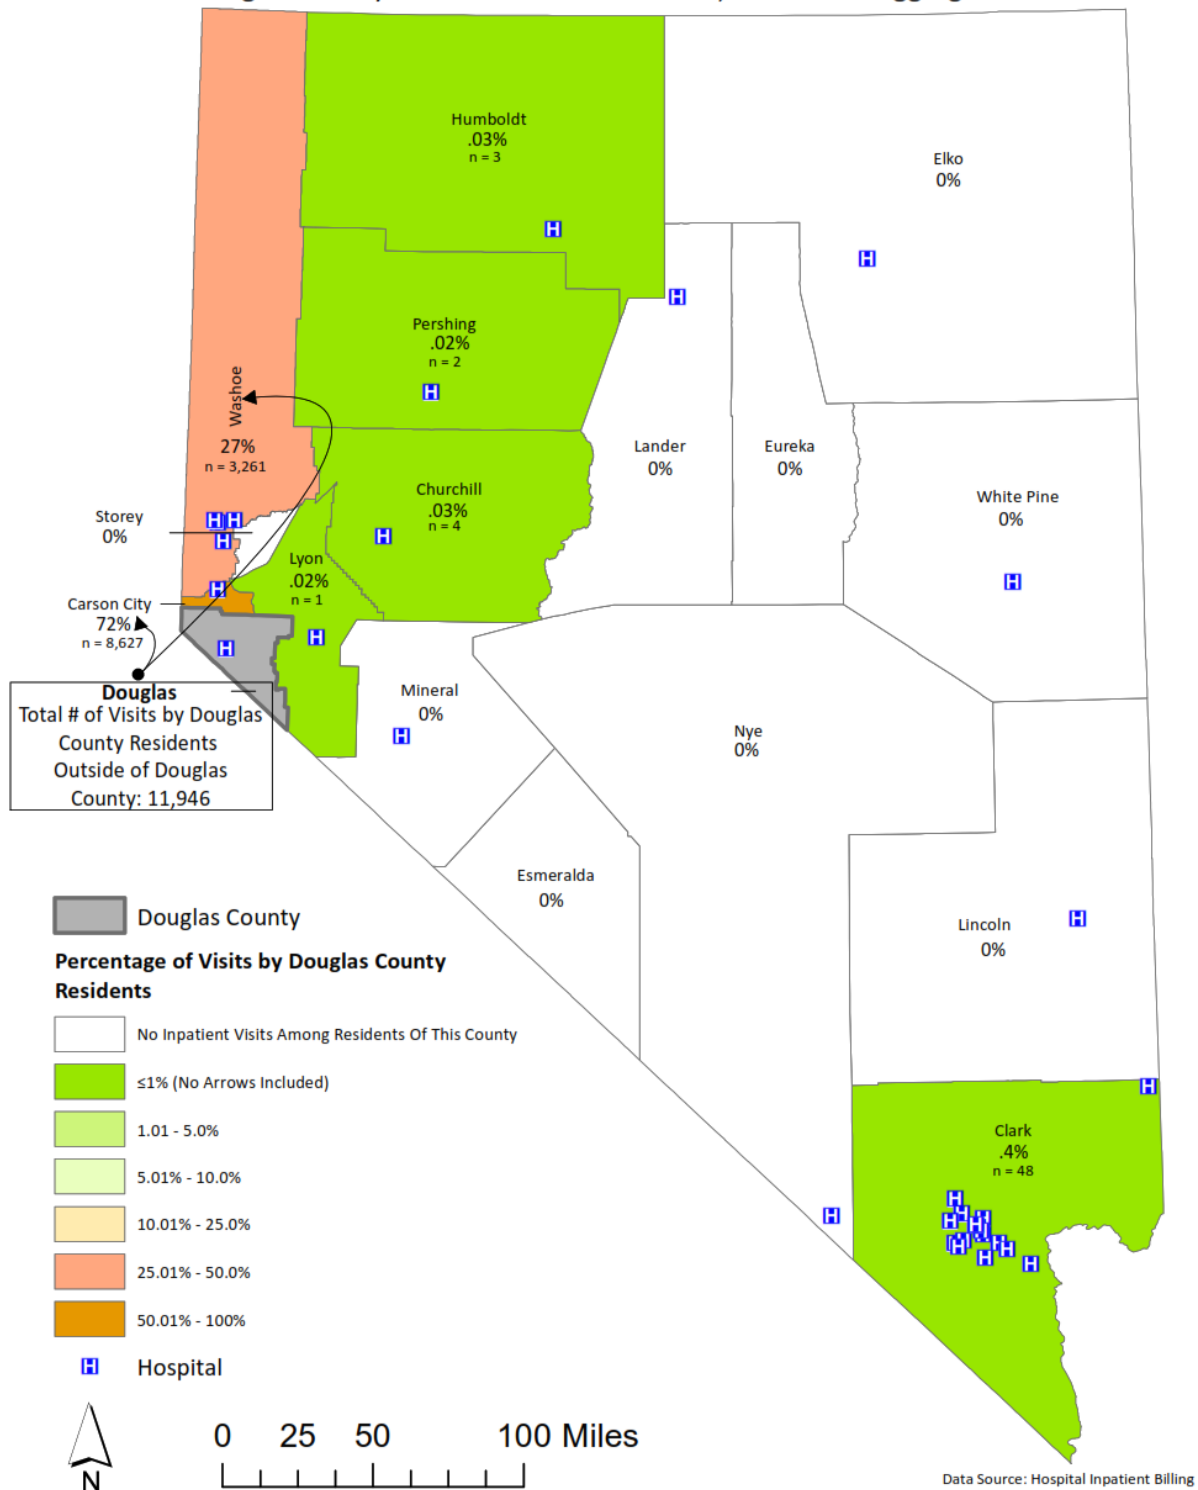 Humboldt
.03%
n = 3
Elko
0%
Pershing
.02%
n = 2
Washoe
27%
n = 3,261
Lander
0%
Eureka
0%
Churchill
.03%
n = 4
White Pine
0%
Storey
0%
Lyon
.02%
n = 1
Carson City
72%
n = 8,627
Douglas
Total # of Visits by Douglas
County Residents
Outside of Douglas
County: 11,946
Mineral
0%
Nye
0%
Esmeralda
0%
Lincoln
0%
Clark
.4%
n = 48
Douglas County
Percentage of Visits by Douglas County
Residents
No Inpatient Visits Among Residents Of This County
≤1% (No Arrows Included)
1.01 - 5.0%
5.01% - 10.0%
10.01% - 25.0%
25.01% - 50.0%
50.01% - 100%
H Hospital
N
0 25 50 100 Miles
Data Source: Hospital Inpatient Billing